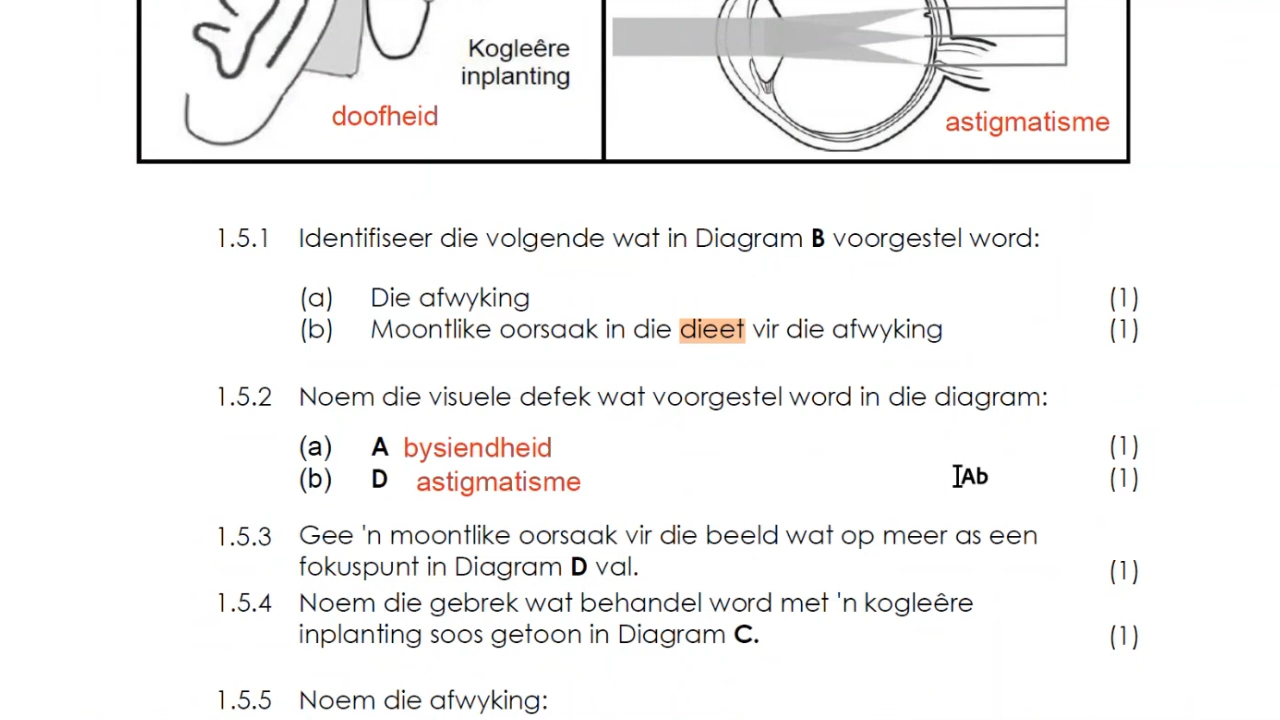 Kogleêre
inplanting
doofheid
astigmatisme
1.5.1 Identifiseer die volgende wat in Diagram B voorgestel word:
(a) Die afwyking (1)
(b) Moontlike oorsaak in die dieet vir die afwyking (1)
1.5.2 Noem die visuele defek wat voorgestel word in die diagram:
(a) A bysiendheid (1)
(b) D astigmatisme Ab (1)
1.5.3 Gee 'n moontlike oorsaak vir die beeld wat op meer as een
fokuspunt in Diagram D val. (1)
1.5.4 Noem die gebrek wat behandel word met 'n kogleêre
inplanting soos getoon in Diagram C. (1)
1.5.5 Noem die afwyking: